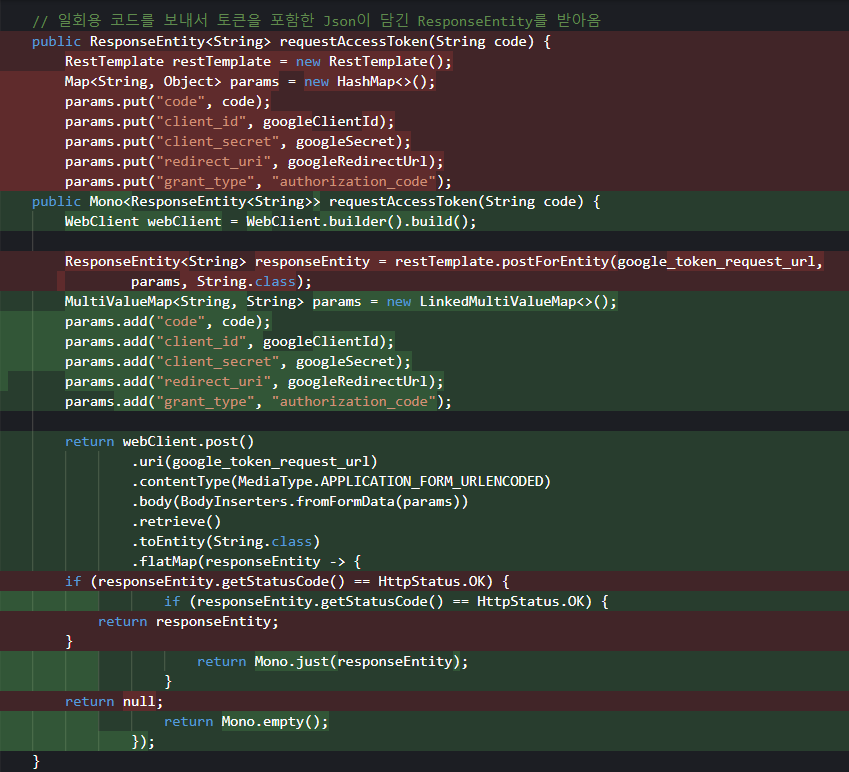 // 일회용 코드를 보내서 토큰을 포함한 Json이 담긴 ResponseEntity를 받아옴
public ResponseEntity<String> requestAccessToken(String code) {
RestTemplate restTemplate = new RestTemplate();
Map<String, Object> params = new HashMap<>();
params.put("code", code);
params.put("client_id", googleClientId);
params.put("client_secret", googleSecret);
params.put("redirect_uri", googleRedirectUrl);
params.put("grant_type", "authorization_code");
public Mono<ResponseEntity<String>> requestAccessToken(String code) {
WebClient webClient = WebClient.builder().build();
ResponseEntity<String> responseEntity = restTemplate.postForEntity(google_token_request_url,
params, String.class);
MultiValueMap<String, String> params = new LinkedMultiValueMap<>();
params.add("code", code);
params.add("client_id", googleClientId);
params.add("client_secret", googleSecret);
params.add("redirect_uri", googleRedirectUrl);
params.add("grant_type", "authorization_code");
return webClient.post()
.uri(google_token_request_url)
.contentType(MediaType.APPLICATION_FORM_URLENCODED)
.body(BodyInserters.fromFormData(params))
.retrieve()
.toEntity(String.class)
.flatMap(responseEntity -> {
if (responseEntity.getStatusCode() == HttpStatus.OK) {
if (responseEntity.getStatusCode() == HttpStatus.OK) {
return responseEntity;
}
return Mono.just(responseEntity);
}
return null;
return Mono.empty();
});
}